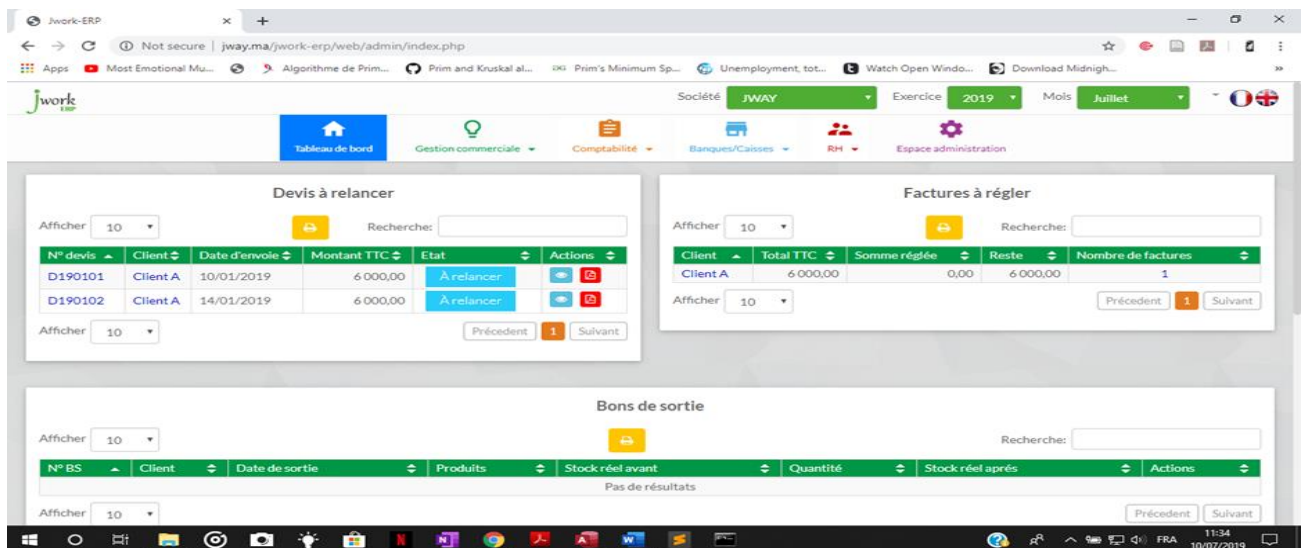 Jwork-ERP
Not secure | jway.ma/jwork-erp/web/admin/index.php
Apps Most Emotional Mu... Algorithme de Prim... Prim and Kruskal al... Prim's Minimum Sp... Unemployment, tot... Watch Open Windo... Download Midnigh... »
Jwork ERP Société JWAY Exercice 2019 Mois Juillet
Tableau de bord Gestion commerciale Comptabilité Banques/Caisses RH Espace administration
Devis à relancer
Afficher 10 Recherche:
N° devis Client Date d'envoie Montant TTC Etat Actions
D190101 Client A 10/01/2019 6 000,00 À relancer
D190102 Client A 14/01/2019 6 000,00 À relancer
Afficher 10 Précedent 1 Suivant
Factures à régler
Afficher 10 Recherche:
Client Total TTC Somme réglée Reste Nombre de factures
Client A 6 000,00 0,00 6 000,00 1
Afficher 10 Précedent 1 Suivant
Bons de sortie
Afficher 10 Recherche:
N° BS Client Date de sortie Produits Stock réel avant Quantité Stock réel aprés Actions
Pas de résultats
Afficher 10 Précedent Suivant
FRA 11:34
10/07/2019